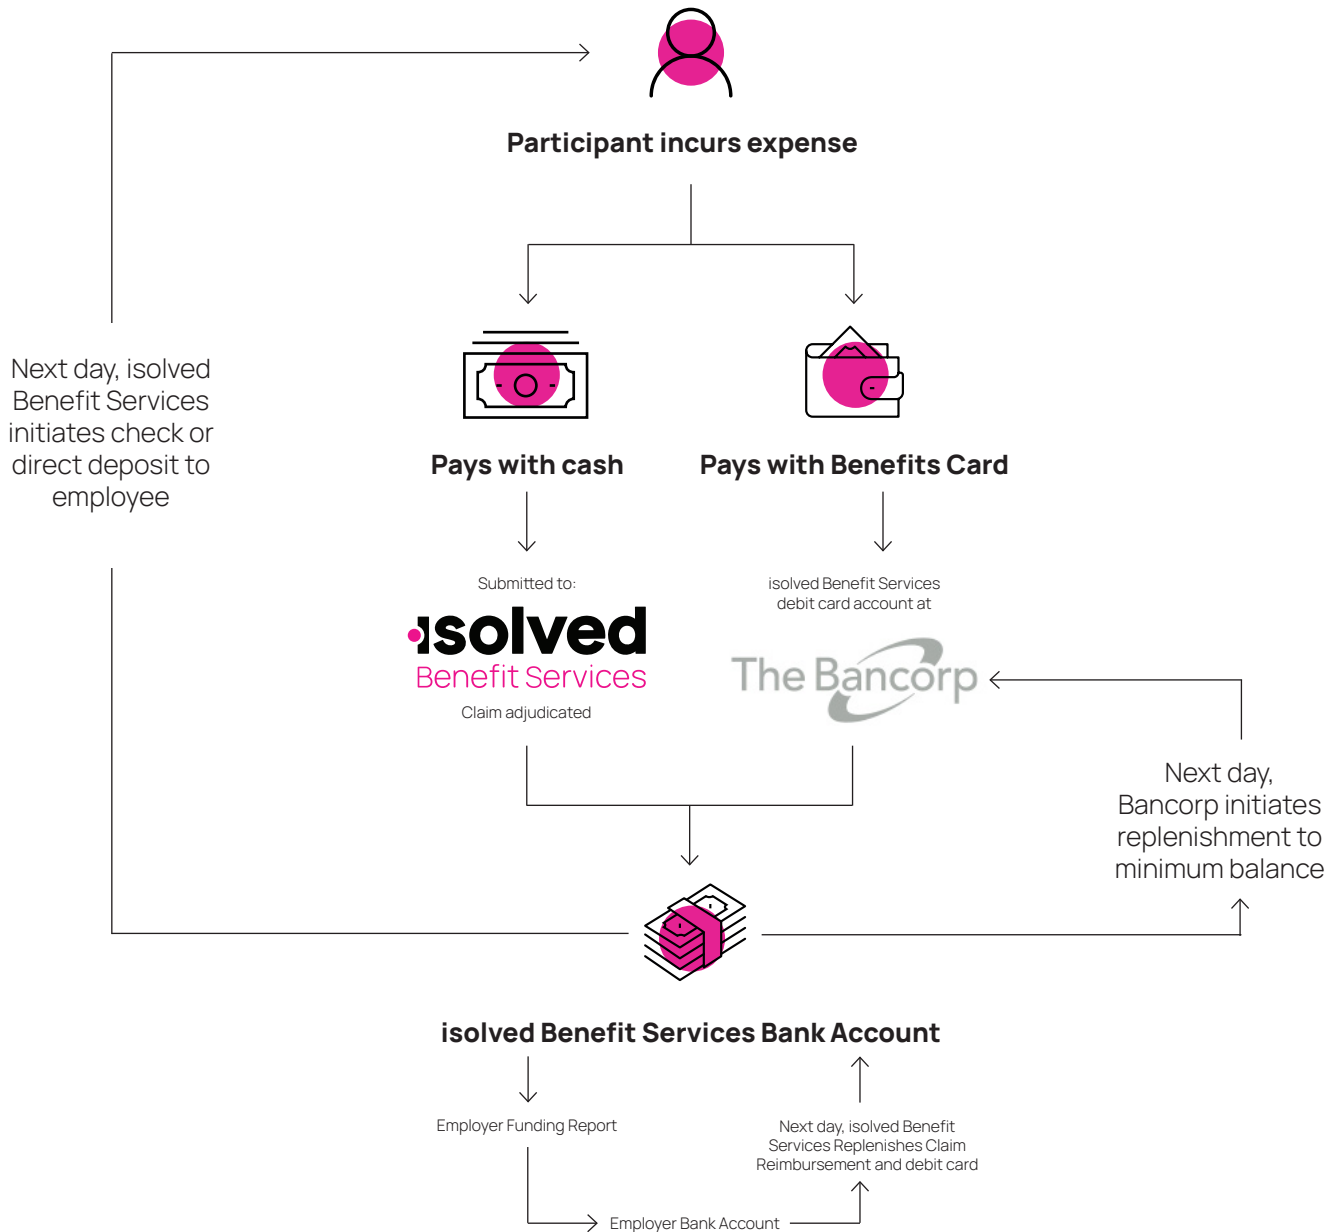 Participant incurs expense
Next day, isolved
Benefit Services
initiates check or
direct deposit to
employee
Pays with cash
Pays with Benefits Card
Submitted to:
isolved
Benefit Services
Claim adjudicated
isolved Benefit Services
debit card account at
The Bancorp
Next day,
Bancorp initiates
replenishment to
minimum balance
isolved Benefit Services Bank Account
Employer Funding Report
Next day, isolved Benefit
Services Replenishes Claim
Reimbursement and debit card
Employer Bank Account